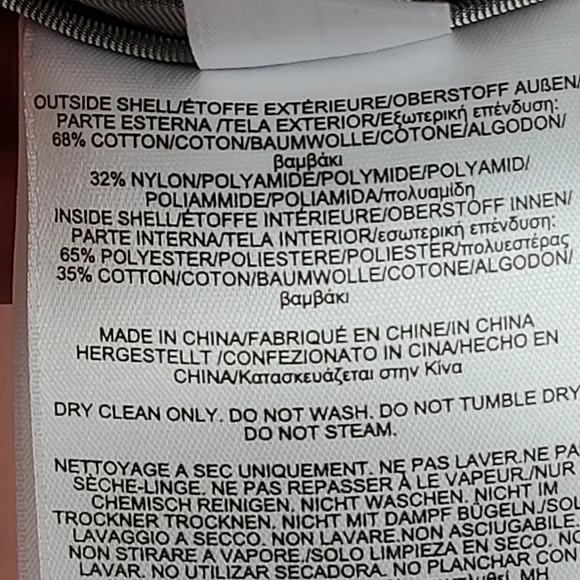 OUTSIDE SHELL/ÉTOFFE EXTÉRIEURE/OBERSTOFF AUßEN/
PARTE ESTERNA /TELA EXTERIOR/Εξωτερική επένδυση:
68% COTTON/COTON/BAUMWOLLE/COTONE/ALGODON/
βαμβάκι
32% NYLON/POLYAMIDE/POLYMIDE/POLYAMID/
POLIAMMIDE/POLIAMIDA/πολυαμίδη
INSIDE SHELL/ÉTOFFE INTÉRIEURE/OBERSTOFF INNEN/
PARTE INTERNA/TELA INTERIOR/εσωτερική επένδυση:
65% POLYESTER/POLIESTERE/POLIESTER/πολυεστέρας
35% COTTON/COTON/BAUMWOLLE/COTONE/ALGODON/
βαμβάκι
MADE IN CHINA/FABRIQUÉ EN CHINE/IN CHINA
HERGESTELLT /CONFEZIONATO IN CINA/HECHO EN
CHINA/Κατασκευάζεται στην Κίνα
DRY CLEAN ONLY. DO NOT WASH. DO NOT TUMBLE DRY
DO NOT STEAM.
NETTOYAGE A SEC UNIQUEMENT. NE PAS LAVER.NE PA
SÈCHE-LINGE. NE PAS REPASSER À LE VAPEUR./NUR
CHEMISCH REINIGEN. NICHT WASCHEN. NICHT IM
TROCKNER TROCKNEN. NICHT MIT DAMPF BÜGELN./SOL
LAVAGGIO A SECCO. NON LAVARE.NON ASCIUGABILE.
NON STIRARE A VAPORE./SOLO LIMPIEZA EN SECO. NO
LAVAR. NO UTILIZAR SECADORA. NO PLANCHAR CON
ΜΗ